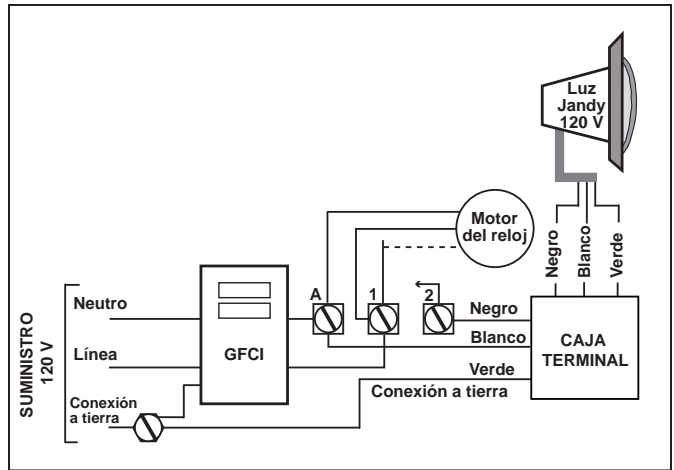 Luz
Jandy
120 V
Motor
del reloj
Negro
Blanco
Verde
SUMINISTRO
120 V
Neutro
Línea
Conexión
a tierra
GFCI
A
1
2
Negro
Blanco
Verde
Conexión a tierra
CAJA
TERMINAL